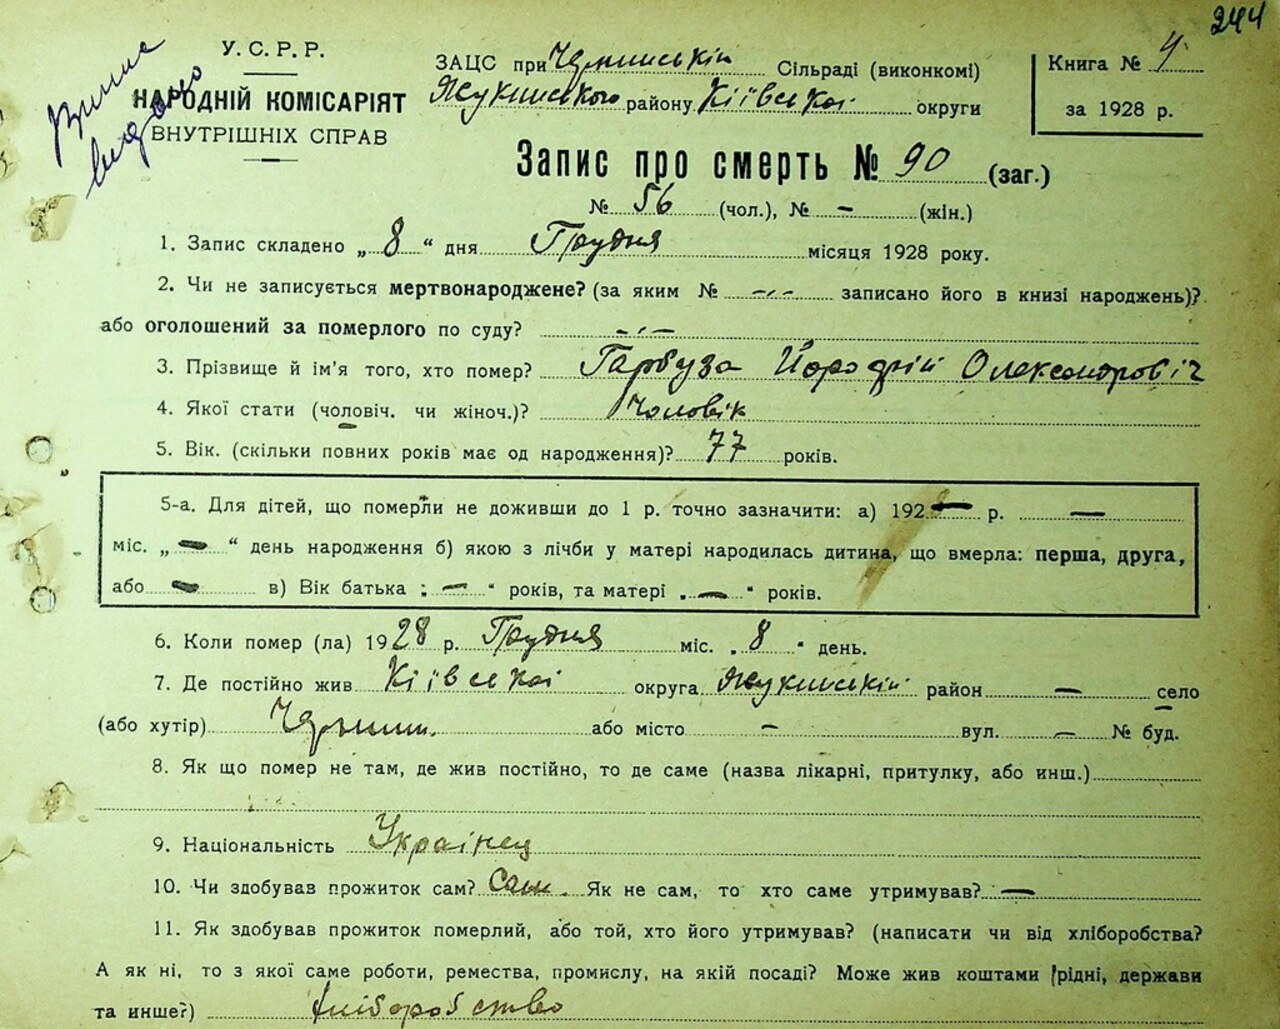 244
Випис видано
У. С. Р. Р.
НАРОДНІЙ КОМІСАРІЯТ
ВНУТРІШНІХ СПРАВ
ЗАЦС при Сільраді (виконкомі)
району Київської округи
Книга № 4
за 1928 р.
Запис про смерть № 90 (заг.)
№ 56 (чол.), № — (жін.)
1. Запис складено „ 8 “ дня Грудня місяця 1928 року.
2. Чи не записується мертвонароджене? (за яким № -,- записано його в книзі народжень)?
або оголошений за померлого по суду?
3. Прізвище й ім'я того, хто помер? Гарбуза Олександровіч
4. Якої стати (чоловіч. чи жіноч.)? Чоловік
5. Вік. (скільки повних років має од народження)? 77 років.
5-а. Для дітей, що померли не доживши до 1 р. точно зазначити: а) 192 — р. —
міс. „ — “ день народження б) якою з лічби у матері народилась дитина, що вмерла: перша, друга,
або — в) Вік батька : — “ років, та матері „ — “ років.
6. Коли помер (ла) 1928 р. Грудня міс. „ 8 “ день.
7. Де постійно жив Кіївської округа район — село
(або хутір) або місто — вул. — № буд.
8. Як що помер не там, де жив постійно, то де саме (назва лікарні, притулку, або инш.)
9. Національність Украінец
10. Чи здобував прожиток сам? Сам. Як не сам, то хто саме утримував? —
11. Як здобував прожиток померлий, або той, хто його утримував? (написати чи від хліборобства?
А як ні, то з якої саме роботи, ремества, промислу, на якій посаді? Може жив коштами рідні, держави
та инше?) хліборобство